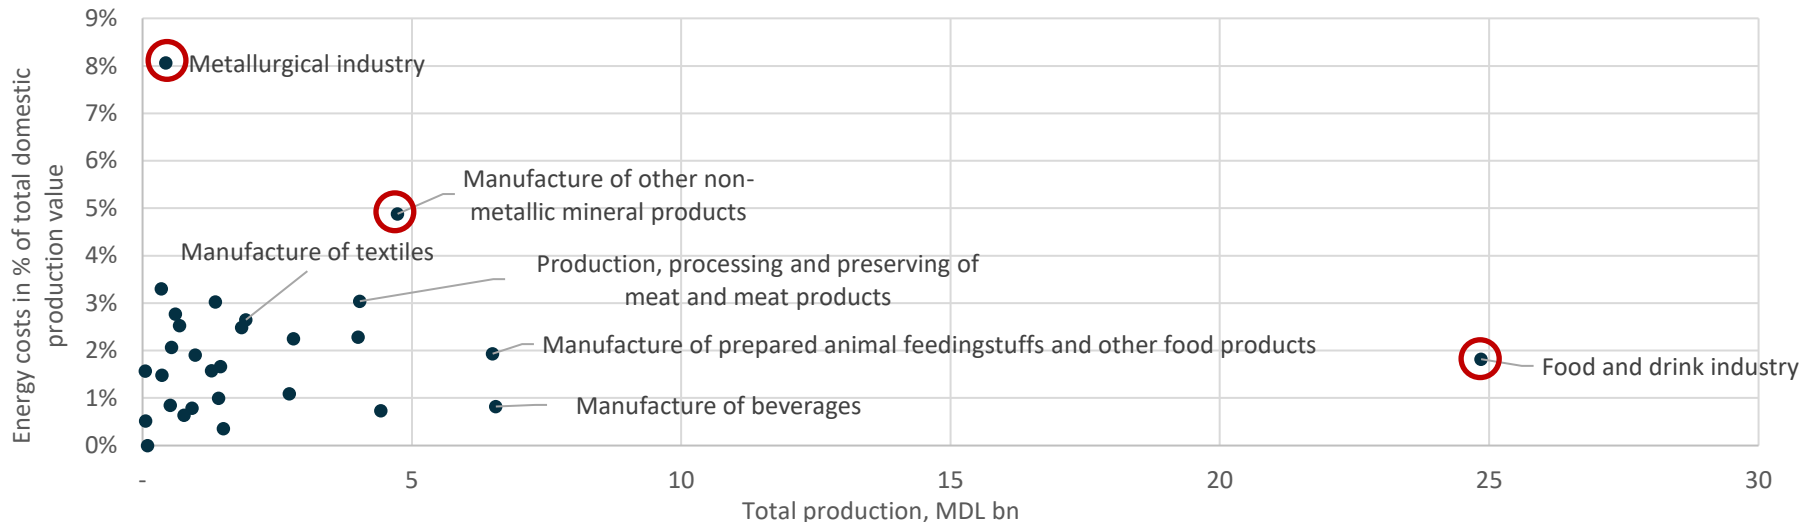 9%
8%
7%
6%
5%
4%
3%
2%
1%
0%
Energy costs in % of total domestic
production value
Metallurgical industry
Manufacture of other non-
metallic mineral products
Manufacture of textiles
Production, processing and preserving of
meat and meat products
Manufacture of prepared animal feedingstuffs and other food products
Food and drink industry
Manufacture of beverages
-
5
10
15
20
25
30
Total production, MDL bn